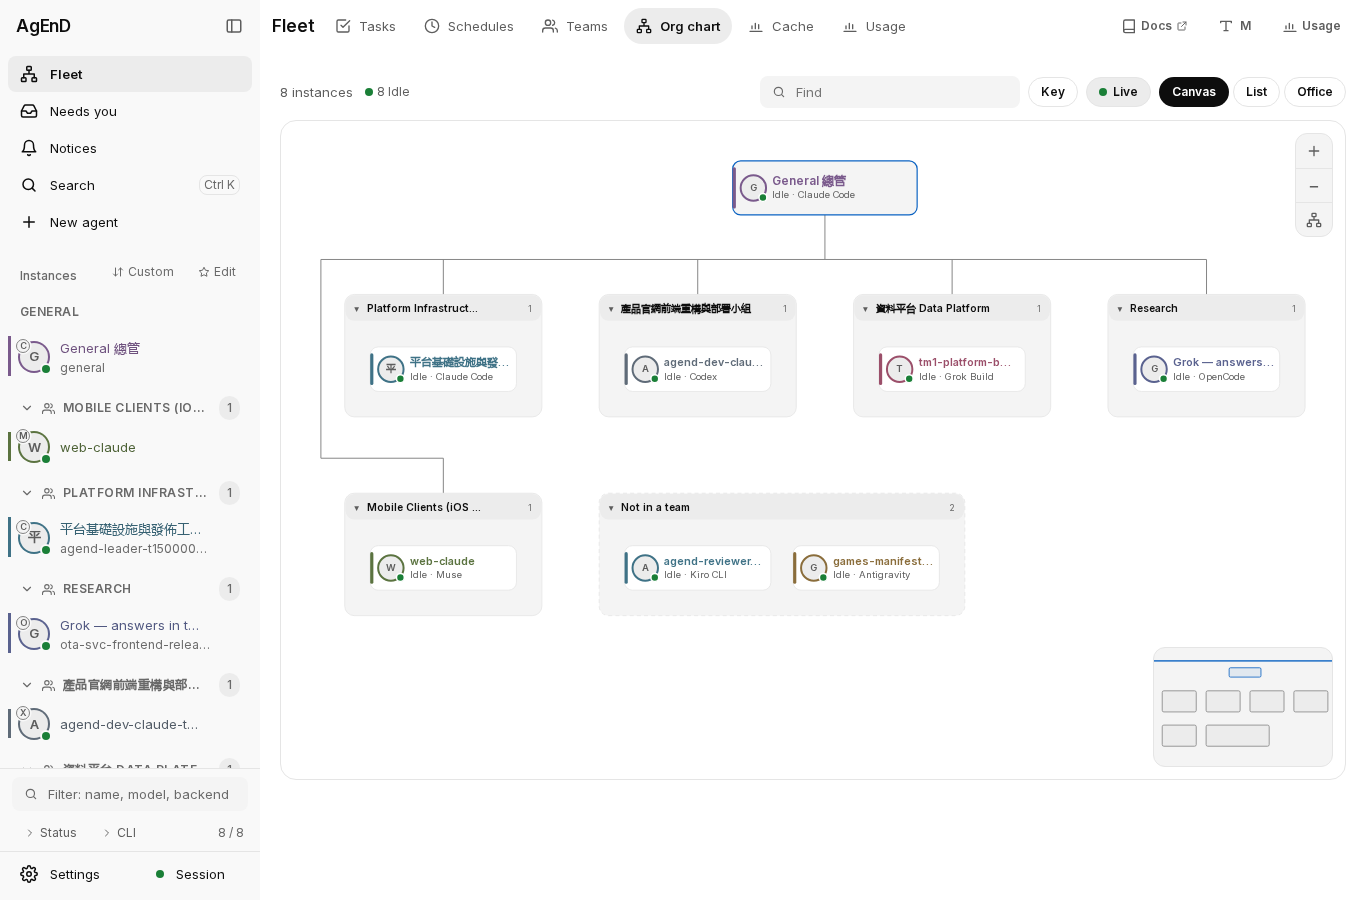 AgEnD
Fleet
Needs you
Notices
Search
Ctrl K
New agent
Instances
Custom
Edit
GENERAL
C
G
General 總管
general
MOBILE CLIENTS (IO...
1
M
W
web-claude
PLATFORM INFRAST...
1
C
平
平台基礎設施與發佈工...
agend-leader-t150000...
RESEARCH
1
O
G
Grok — answers in t...
ota-svc-frontend-relea...
產品官網前端重構與部...
1
X
A
agend-dev-claude-t...
Filter: name, model, backend
Status
CLI
8 / 8
Settings
Session
Fleet
Tasks
Schedules
Teams
Org chart
Cache
Usage
Docs
M
Usage
8 instances
8 Idle
Find
Key
Live
Canvas
List
Office
G
General 總管
Idle · Claude Code
Platform Infrastruct...
1
平
平台基礎設施與發...
Idle · Claude Code
產品官網前端重構與部署小組
1
A
agend-dev-clau...
Idle · Codex
資料平台 Data Platform
1
T
tm1-platform-b...
Idle · Grok Build
Research
1
G
Grok — answers...
Idle · OpenCode
Mobile Clients (iOS ...
1
W
web-claude
Idle · Muse
Not in a team
2
A
agend-reviewer...
Idle · Kiro CLI
G
games-manifest...
Idle · Antigravity